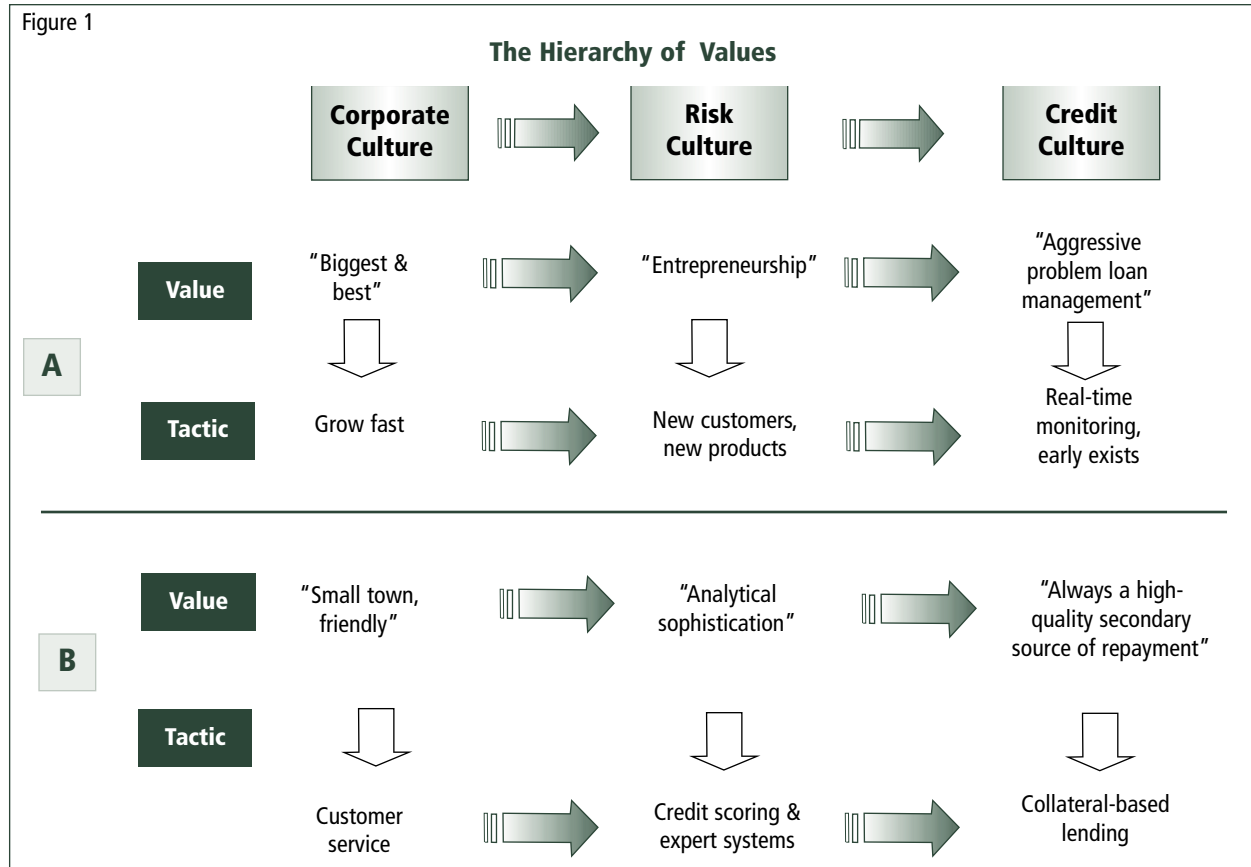 Figure 1
The Hierarchy of Values
Corporate
Culture
Risk
Culture
Credit
Culture
A
Value
"Biggest &
best"
"Entrepreneurship"
"Aggressive
problem loan
management"
Tactic
Grow fast
New customers,
new products
Real-time
monitoring,
early exists
B
Value
"Small town,
friendly"
"Analytical
sophistication"
"Always a high-
quality secondary
source of repayment"
Tactic
Customer
service
Credit scoring &
expert systems
Collateral-based
lending